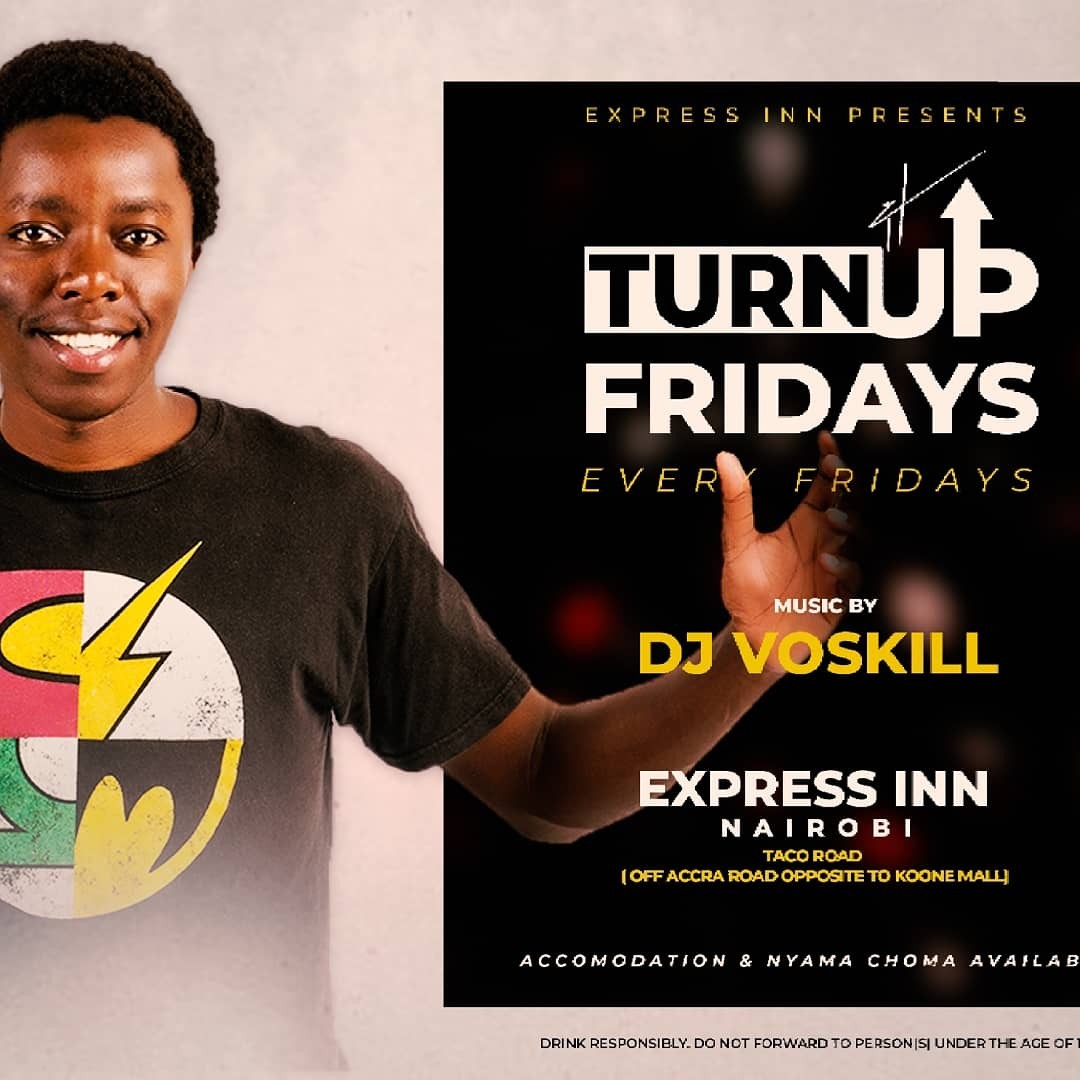 EXPRESS INN PRESENTS
TURNUP
FRIDAYS
EVERY FRIDAYS
MUSIC BY
DJ VOSKILL
EXPRESS INN
NAIROBI
TACO ROAD
( OFF ACCRA ROAD OPPOSITE TO KOONE MALL)
ACCOMODATION & NYAMA CHOMA
DRINK RESPONSIBLY. DO NOT FORWARD TO PERSON(S) UNDER THE AGE OF